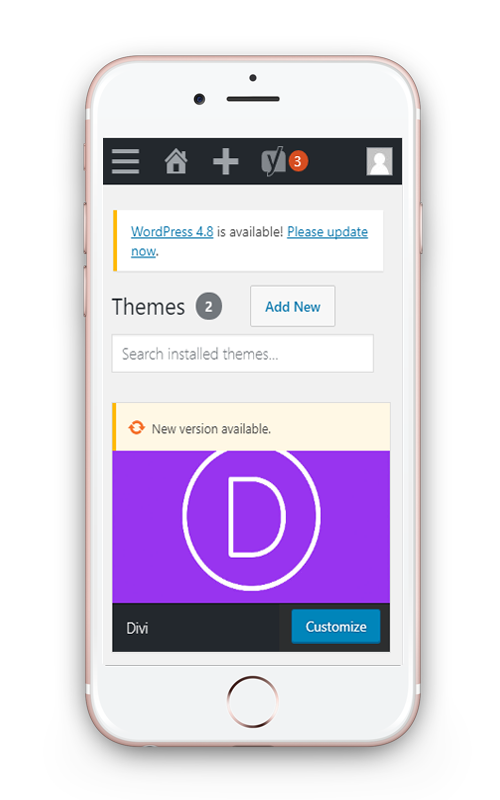 3
WordPress 4.8 is available! Please update
now.
Themes 2 Add New
Search installed themes...
New version available.
D
Divi Customize